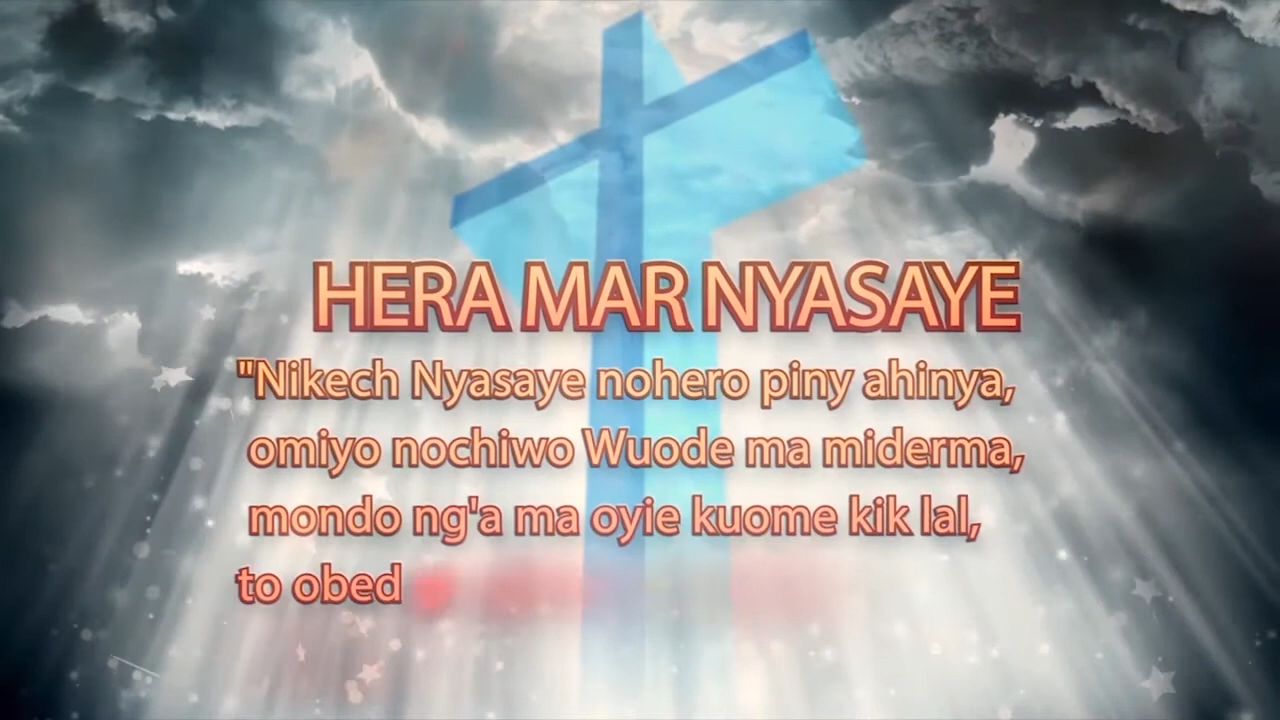 HERA MAR NYASAYE
"Nikech Nyasaye nohero piny ahinya,
omiyo nochiwo Wuode ma miderma,
mondo ng'a ma oyie kuome kik lal,
to obed